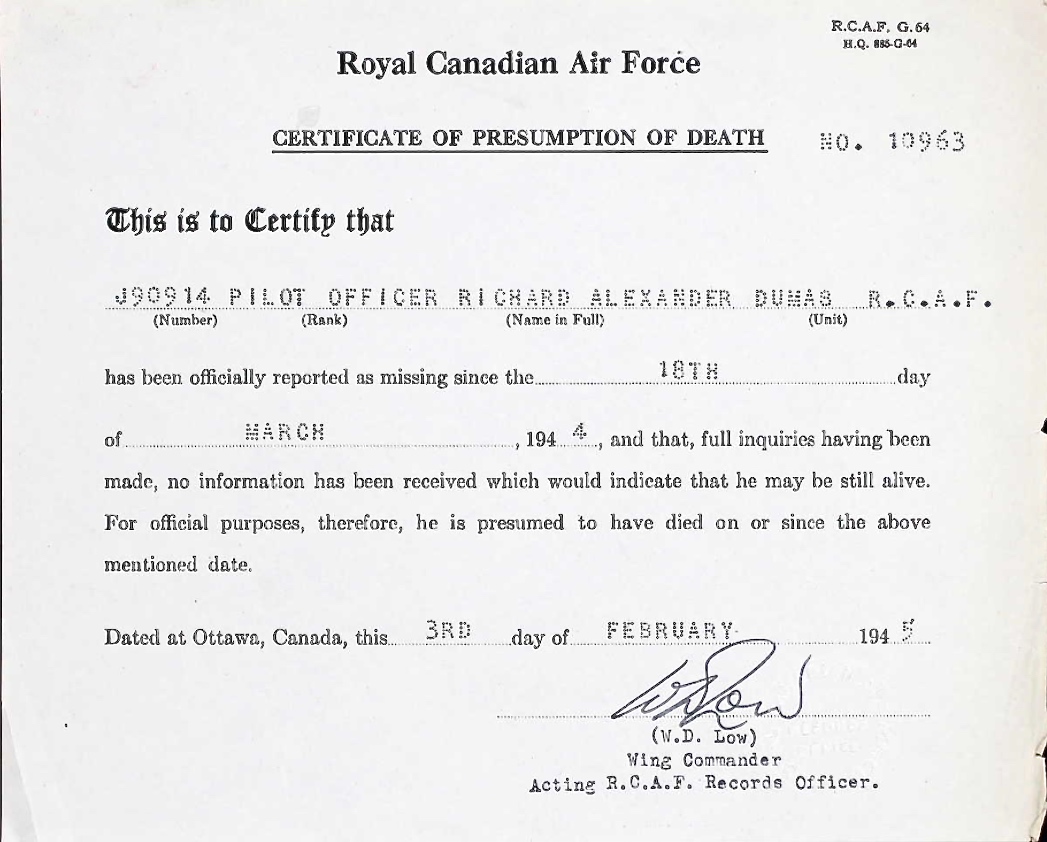 R.C.A.F. G.64
H.Q. 885-G-64
Royal Canadian Air Force
CERTIFICATE OF PRESUMPTION OF DEATH NO. 10963
This is to Certify that
J90914 PILOT OFFICER RICHARD ALEXANDER DUMAS R.C.A.F.
(Number) (Rank) (Name in Full) (Unit)
has been officially reported as missing since the 18TH day
of MARCH, 1944, and that, full inquiries having been
made, no information has been received which would indicate that he may be still alive.
For official purposes, therefore, he is presumed to have died on or since the above
mentioned date.
Dated at Ottawa, Canada, this 3RD day of FEBRUARY 1945
WDLow
(W.D. Low)
Wing Commander
Acting R.C.A.F. Records Officer.